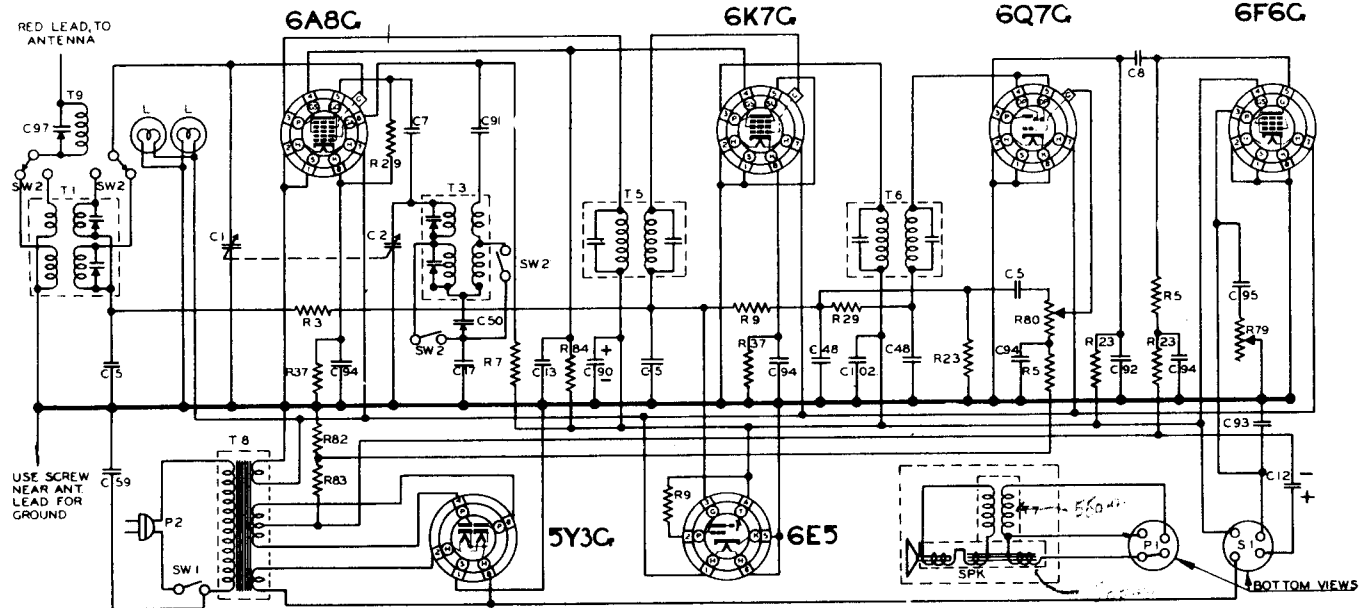 6A8G
6K7G
6Q7G
6F6G
RED LEAD, TO
ANTENNA
T9
C97
L
L
SW2
T1
SW2
C7
C91
R29
C8
T3
C1
C2
SW2
T5
T6
R3
C50
SW2
R9
R29
C5
R80
R5
C95
R79
C5
R37
C94
C17
R7
C13
R84
C90
+
−
C5
R37
C94
C48
C102
C48
R23
C94
R5
R23
C92
R23
C94
C93
C59
T8
R82
R83
R9
C12
−
+
USE SCREW
NEAR ANT.
LEAD FOR
GROUND
P2
SW1
5Y3G
6E5
SPK
P1
S1
BOTTOM VIEWS